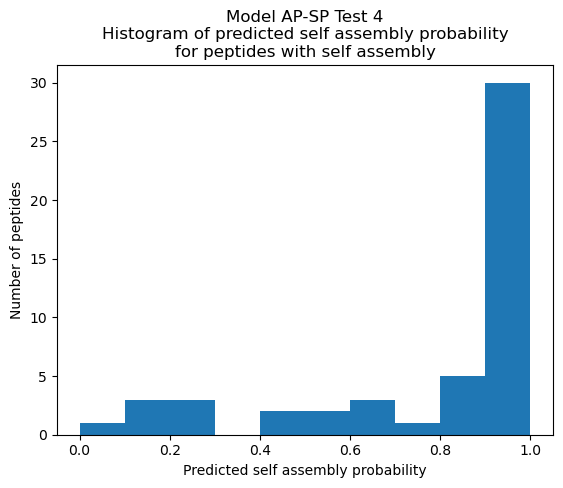 Model AP-SP Test 4
Histogram of predicted self assembly probability
for peptides with self assembly
30
25
20
15
10
5
0
Number of peptides
0.0 0.2 0.4 0.6 0.8 1.0
Predicted self assembly probability